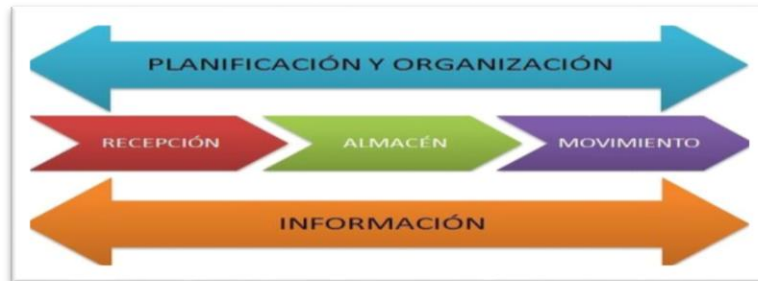 PLANIFICACIÓN Y ORGANIZACIÓN
RECEPCIÓN
ALMACÉN
MOVIMIENTO
INFORMACIÓN